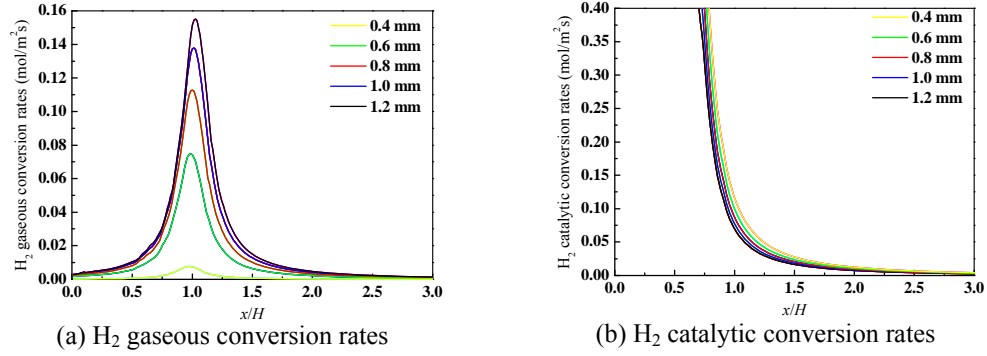 H₂ gaseous conversion rates (mol/m²s)
0.16
0.14
0.12
0.10
0.08
0.06
0.04
0.02
0.00
0.4 mm
0.6 mm
0.8 mm
1.0 mm
1.2 mm
0.0 0.5 1.0 1.5 2.0 2.5 3.0
x/H
(a) H₂ gaseous conversion rates
H₂ catalytic conversion rates (mol/m²s)
0.40
0.35
0.30
0.25
0.20
0.15
0.10
0.05
0.00
0.4 mm
0.6 mm
0.8 mm
1.0 mm
1.2 mm
0.0 0.5 1.0 1.5 2.0 2.5 3.0
x/H
(b) H₂ catalytic conversion rates